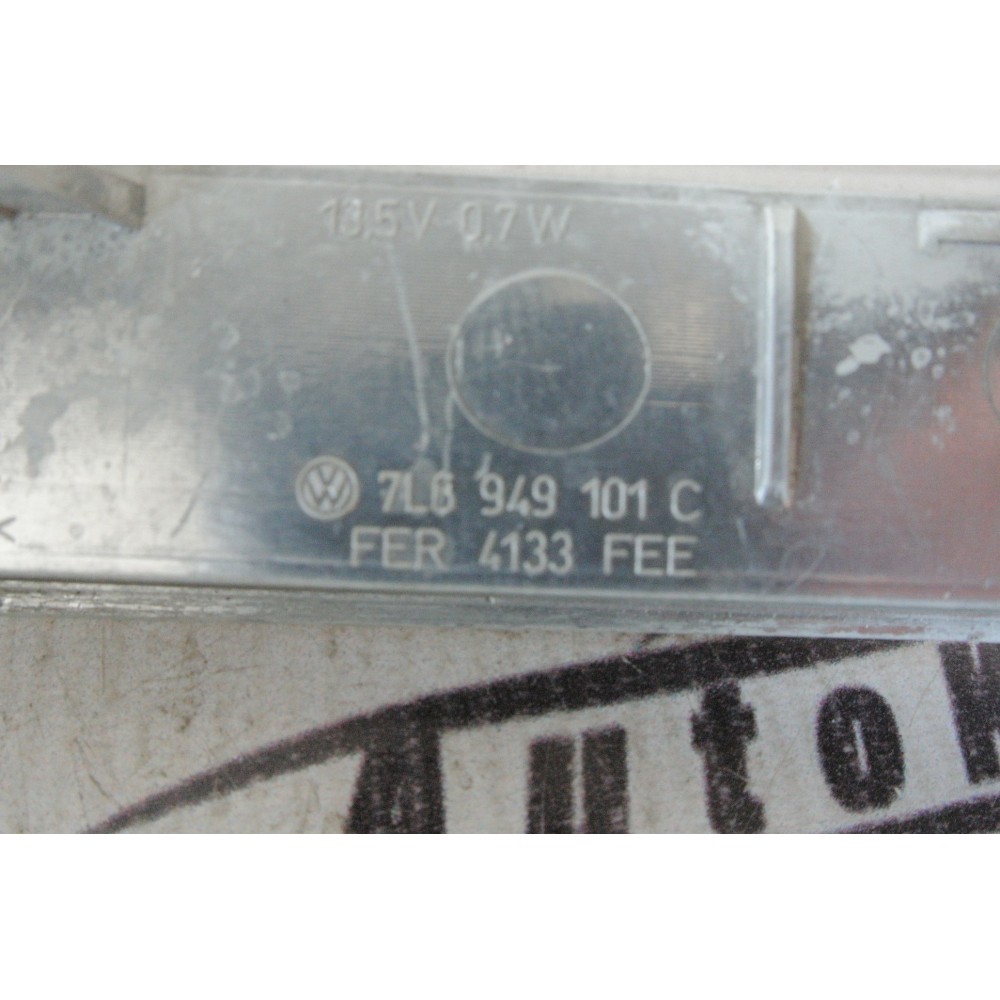 13.5V 0.7W
7L6 949 101 C
FER 4133 FEE
Auto